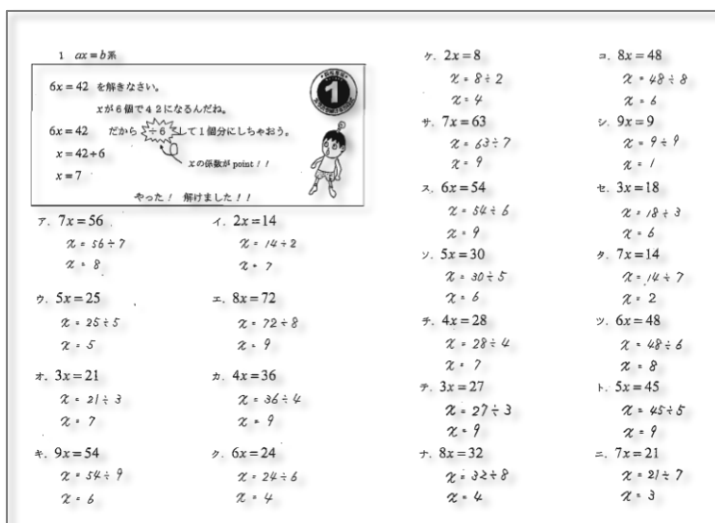 1 ax=b系
6x=42 を解きなさい。
xが6個で42になるんだね。
6x=42 だから ÷6 して1個分にしちゃおう。
x=42÷6
xの係数がpoint！！
x=7
やった！ 解けました！！
1
ア. 7x=56
x=56÷7
x=8
イ. 2x=14
x=14÷2
x=7
ウ. 5x=25
x=25÷5
x=5
エ. 8x=72
x=72÷8
x=9
オ. 3x=21
x=21÷3
x=7
カ. 4x=36
x=36÷4
x=9
キ. 9x=54
x=54÷9
x=6
ク. 6x=24
x=24÷6
x=4
ケ. 2x=8
x=8÷2
x=4
コ. 8x=48
x=48÷8
x=6
サ. 7x=63
x=63÷7
x=9
シ. 9x=9
x=9÷9
x=1
ス. 6x=54
x=54÷6
x=9
セ. 3x=18
x=18÷3
x=6
ソ. 5x=30
x=30÷5
x=6
タ. 7x=14
x=14÷7
x=2
チ. 4x=28
x=28÷4
x=7
ツ. 6x=48
x=48÷6
x=8
テ. 3x=27
x=27÷3
x=9
ト. 5x=45
x=45÷5
x=9
ナ. 8x=32
x=32÷8
x=4
ニ. 7x=21
x=21÷7
x=3